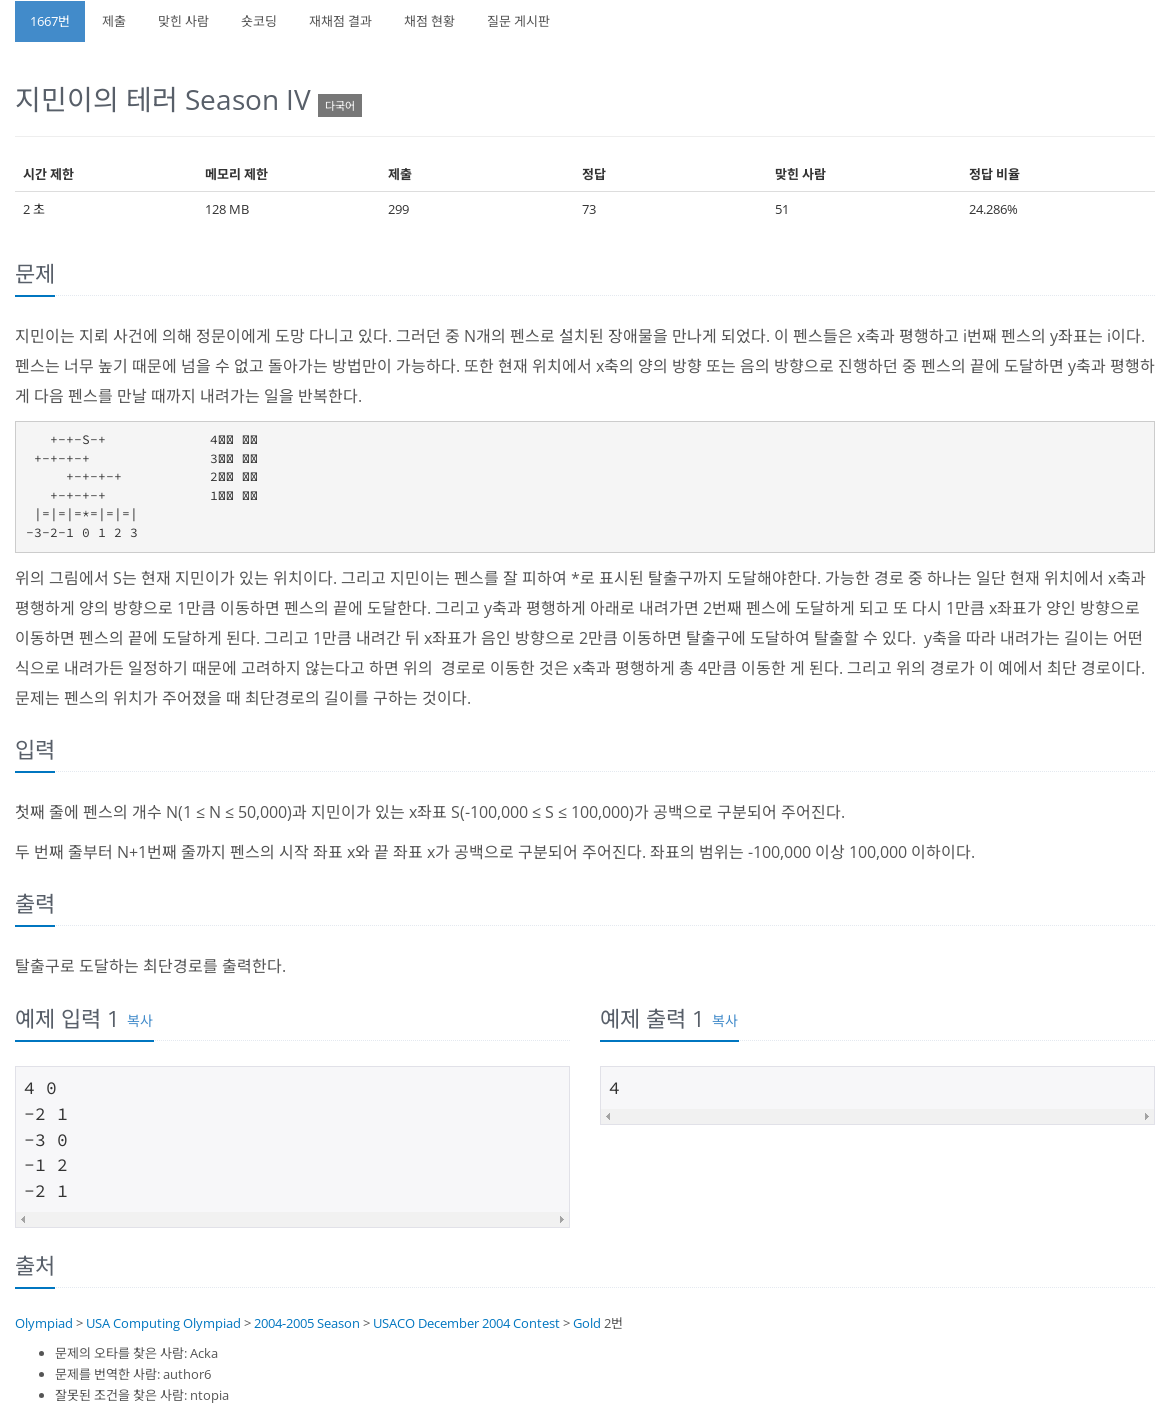 1667번 제출 맞힌 사람 숏코딩 재채점 결과 채점 현황 질문 게시판
지민이의 테러 Season IV 다국어
시간 제한 메모리 제한 제출 정답 맞힌 사람 정답 비율
2 초 128 MB 299 73 51 24.286%
문제
지민이는 지뢰 사건에 의해 정문이에게 도망 다니고 있다. 그러던 중 N개의 펜스로 설치된 장애물을 만나게 되었다. 이 펜스들은 x축과 평행하고 i번째 펜스의 y좌표는 i이다.
펜스는 너무 높기 때문에 넘을 수 없고 돌아가는 방법만이 가능하다. 또한 현재 위치에서 x축의 양의 방향 또는 음의 방향으로 진행하던 중 펜스의 끝에 도달하면 y축과 평행하
게 다음 펜스를 만날 때까지 내려가는 일을 반복한다.
+-+-S-+ 4
+-+-+-+ 3
+-+-+-+ 2
+-+-+-+ 1
|=|=|=*=|=|=|
-3-2-1 0 1 2 3
위의 그림에서 S는 현재 지민이가 있는 위치이다. 그리고 지민이는 펜스를 잘 피하여 *로 표시된 탈출구까지 도달해야한다. 가능한 경로 중 하나는 일단 현재 위치에서 x축과
평행하게 양의 방향으로 1만큼 이동하면 펜스의 끝에 도달한다. 그리고 y축과 평행하게 아래로 내려가면 2번째 펜스에 도달하게 되고 또 다시 1만큼 x좌표가 양인 방향으로
이동하면 펜스의 끝에 도달하게 된다. 그리고 1만큼 내려간 뒤 x좌표가 음인 방향으로 2만큼 이동하면 탈출구에 도달하여 탈출할 수 있다. y축을 따라 내려가는 길이는 어떤
식으로 내려가든 일정하기 때문에 고려하지 않는다고 하면 위의 경로로 이동한 것은 x축과 평행하게 총 4만큼 이동한 게 된다. 그리고 위의 경로가 이 예에서 최단 경로이다.
문제는 펜스의 위치가 주어졌을 때 최단경로의 길이를 구하는 것이다.
입력
첫째 줄에 펜스의 개수 N(1 ≤ N ≤ 50,000)과 지민이가 있는 x좌표 S(-100,000 ≤ S ≤ 100,000)가 공백으로 구분되어 주어진다.
두 번째 줄부터 N+1번째 줄까지 펜스의 시작 좌표 x와 끝 좌표 x가 공백으로 구분되어 주어진다. 좌표의 범위는 -100,000 이상 100,000 이하이다.
출력
탈출구로 도달하는 최단경로를 출력한다.
예제 입력 1 복사
4 0
-2 1
-3 0
-1 2
-2 1
예제 출력 1 복사
4
출처
Olympiad > USA Computing Olympiad > 2004-2005 Season > USACO December 2004 Contest > Gold 2번
문제의 오타를 찾은 사람: Acka
문제를 번역한 사람: author6
잘못된 조건을 찾은 사람: ntopia